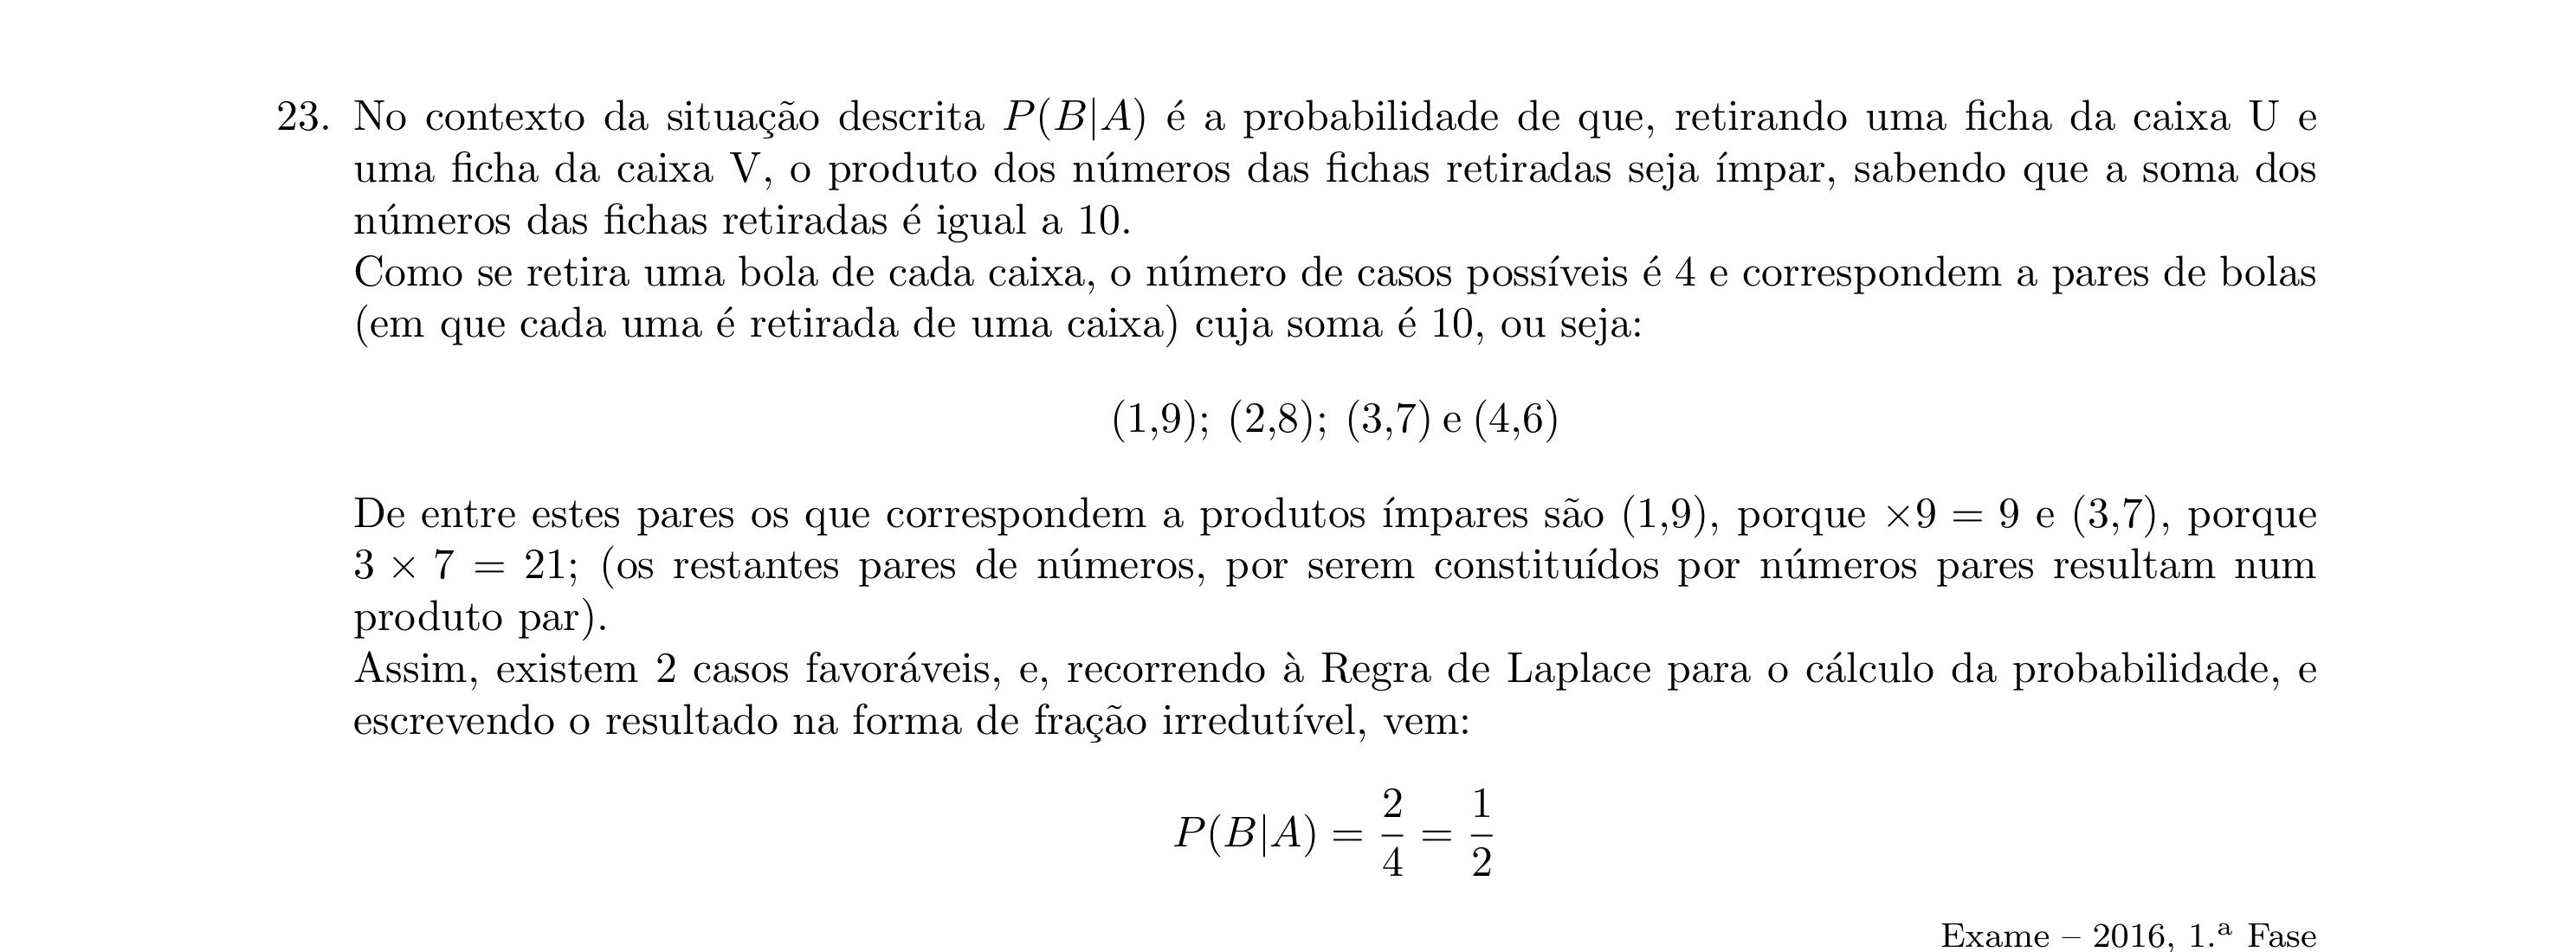 23. No contexto da situação descrita P(B|A) é a probabilidade de que, retirando uma ficha da caixa U e
uma ficha da caixa V, o produto dos números das fichas retiradas seja ímpar, sabendo que a soma dos
números das fichas retiradas é igual a 10.
Como se retira uma bola de cada caixa, o número de casos possíveis é 4 e correspondem a pares de bolas
(em que cada uma é retirada de uma caixa) cuja soma é 10, ou seja:
(1,9); (2,8); (3,7) e (4,6)
De entre estes pares os que correspondem a produtos ímpares são (1,9), porque ×9 = 9 e (3,7), porque
3 × 7 = 21; (os restantes pares de números, por serem constituídos por números pares resultam num
produto par).
Assim, existem 2 casos favoráveis, e, recorrendo à Regra de Laplace para o cálculo da probabilidade, e
escrevendo o resultado na forma de fração irredutível, vem:
P(B|A) = 2/4 = 1/2
Exame – 2016, 1.ª Fase